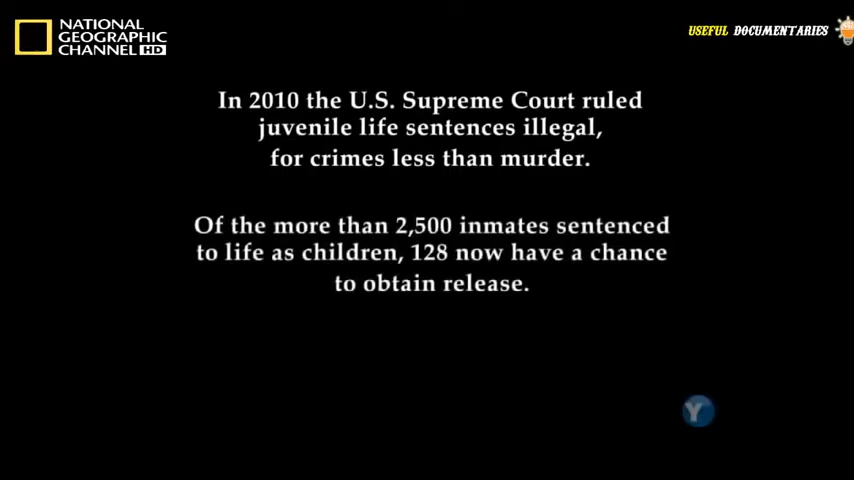 NATIONAL
GEOGRAPHIC
CHANNEL HD
USEFUL DOCUMENTARIES
In 2010 the U.S. Supreme Court ruled
juvenile life sentences illegal,
for crimes less than murder.
Of the more than 2,500 inmates sentenced
to life as children, 128 now have a chance
to obtain release.
Y